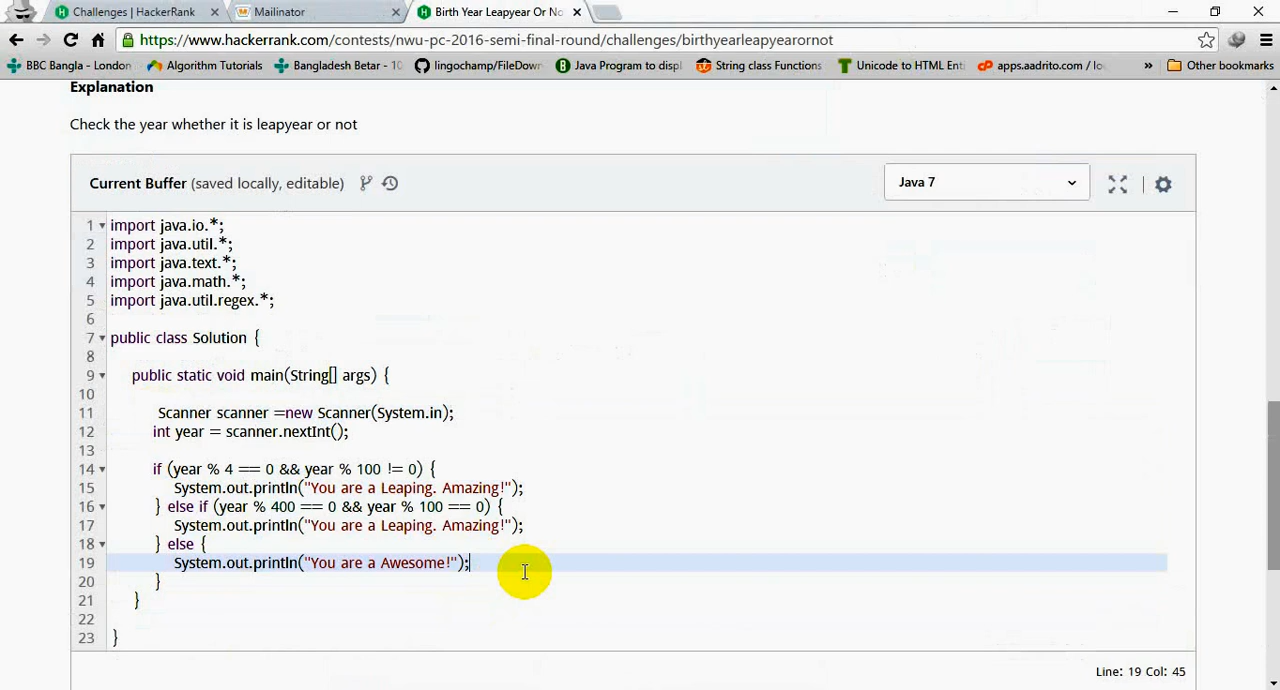 Challenges | HackerRank
Mailinator
Birth Year Leapyear Or No
https://www.hackerrank.com/contests/nwu-pc-2016-semi-final-round/challenges/birthyearleapyearornot
BBC Bangla - London
Algorithm Tutorials
Bangladesh Betar - 10
lingochamp/FileDown
Java Program to displ
String class Functions
Unicode to HTML Ent
apps.aadrito.com /
»
Other bookmarks
Explanation
Check the year whether it is leapyear or not
Current Buffer (saved locally, editable)
Java 7
1 import java.io.*;
2 import java.util.*;
3 import java.text.*;
4 import java.math.*;
5 import java.util.regex.*;
6
7 public class Solution {
8
9 public static void main(String[] args) {
10
11 Scanner scanner =new Scanner(System.in);
12 int year = scanner.nextInt();
13
14 if (year % 4 == 0 && year % 100 != 0) {
15 System.out.println("You are a Leaping. Amazing!");
16 } else if (year % 400 == 0 && year % 100 == 0) {
17 System.out.println("You are a Leaping. Amazing!");
18 } else {
19 System.out.println("You are a Awesome!");
20 }
21 }
22
23 }
Line: 19 Col: 45